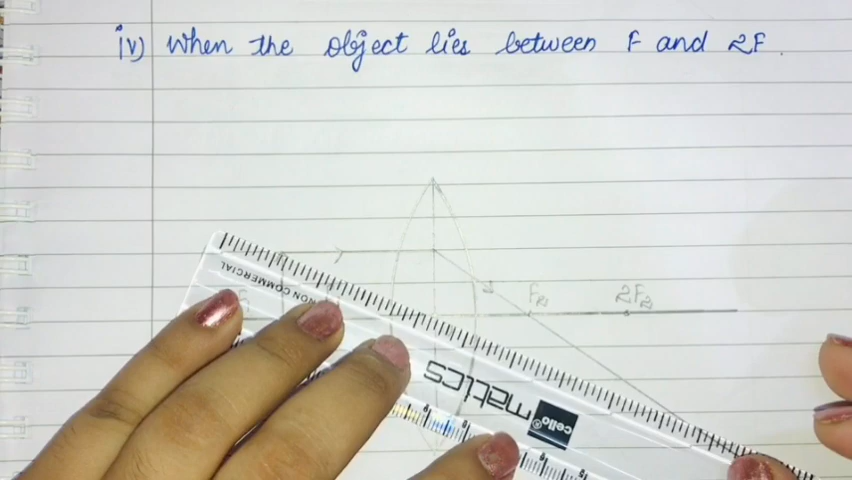 iv) When the object lies between F and 2F.
F₂ 2F₂
NON COMMERCIAL
cello® matics